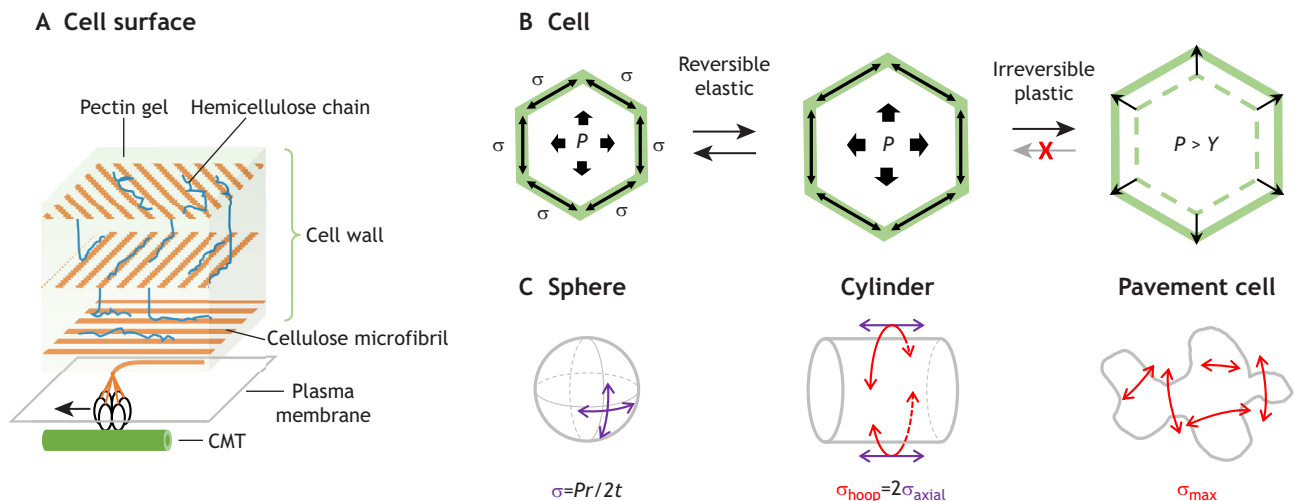 A Cell surface
Pectin gel
Hemicellulose chain
Cell wall
Cellulose microfibril
Plasma
membrane
CMT
B Cell
σ σ
σ P σ
σ σ
Reversible
elastic
P
Irreversible
plastic
X
P > Y
C Sphere
σ=Pr/2t
Cylinder
σhoop=2σaxial
Pavement cell
σmax